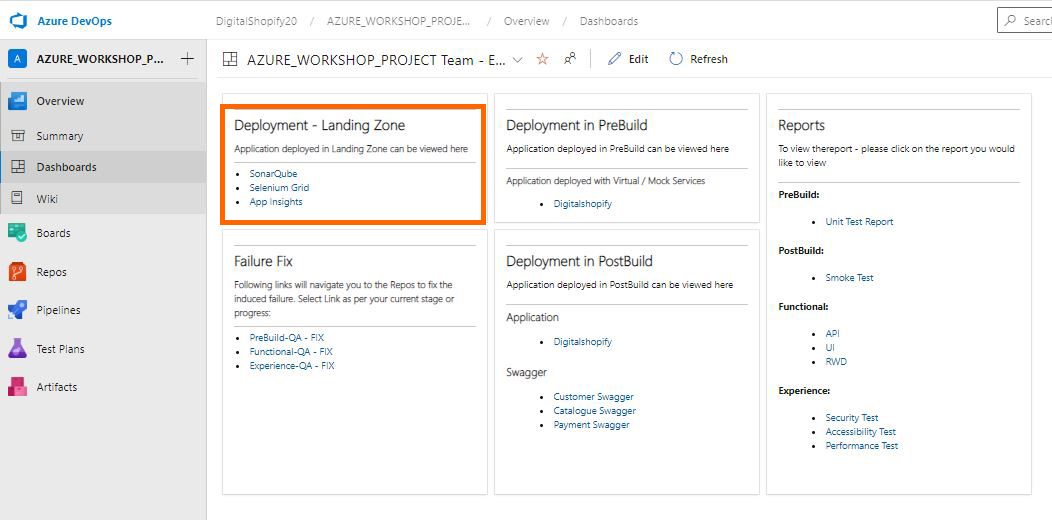 Azure DevOps
DigitalShopify20 / AZURE_WORKSHOP_PROJE... / Overview / Dashboards
Search
A AZURE_WORKSHOP_P... +
AZURE_WORKSHOP_PROJECT Team - E...
Edit
Refresh
Overview
Summary
Dashboards
Wiki
Boards
Repos
Pipelines
Test Plans
Artifacts
Deployment - Landing Zone
Application deployed in Landing Zone can be viewed here
SonarQube
Selenium Grid
App Insights
Failure Fix
Following links will navigate you to the Repos to fix the
induced failure. Select Link as per your current stage or
progress:
PreBuild-QA - FIX
Functional-QA - FIX
Experience-QA - FIX
Deployment in PreBuild
Application deployed in PreBuild can be viewed here
Application deployed with Virtual / Mock Services
Digitalshopify
Deployment in PostBuild
Application deployed in PostBuild can be viewed here
Application
Digitalshopify
Swagger
Customer Swagger
Catalogue Swagger
Payment Swagger
Reports
To view thereport - please click on the report you would
like to view
PreBuild:
Unit Test Report
PostBuild:
Smoke Test
Functional:
API
UI
RWD
Experience:
Security Test
Accessibility Test
Performance Test